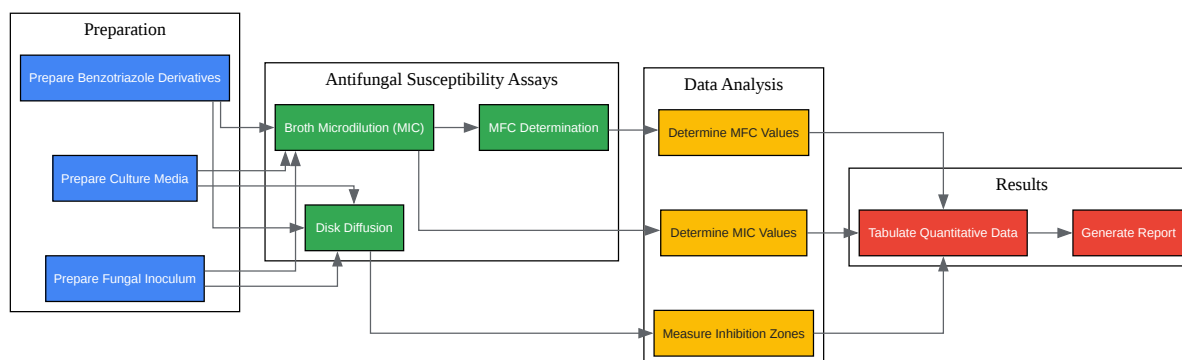 Preparation
Prepare Benzotriazole Derivatives
Prepare Culture Media
Prepare Fungal Inoculum
Antifungal Susceptibility Assays
Broth Microdilution (MIC)
MFC Determination
Disk Diffusion
Data Analysis
Determine MFC Values
Determine MIC Values
Measure Inhibition Zones
Results
Tabulate Quantitative Data
Generate Report